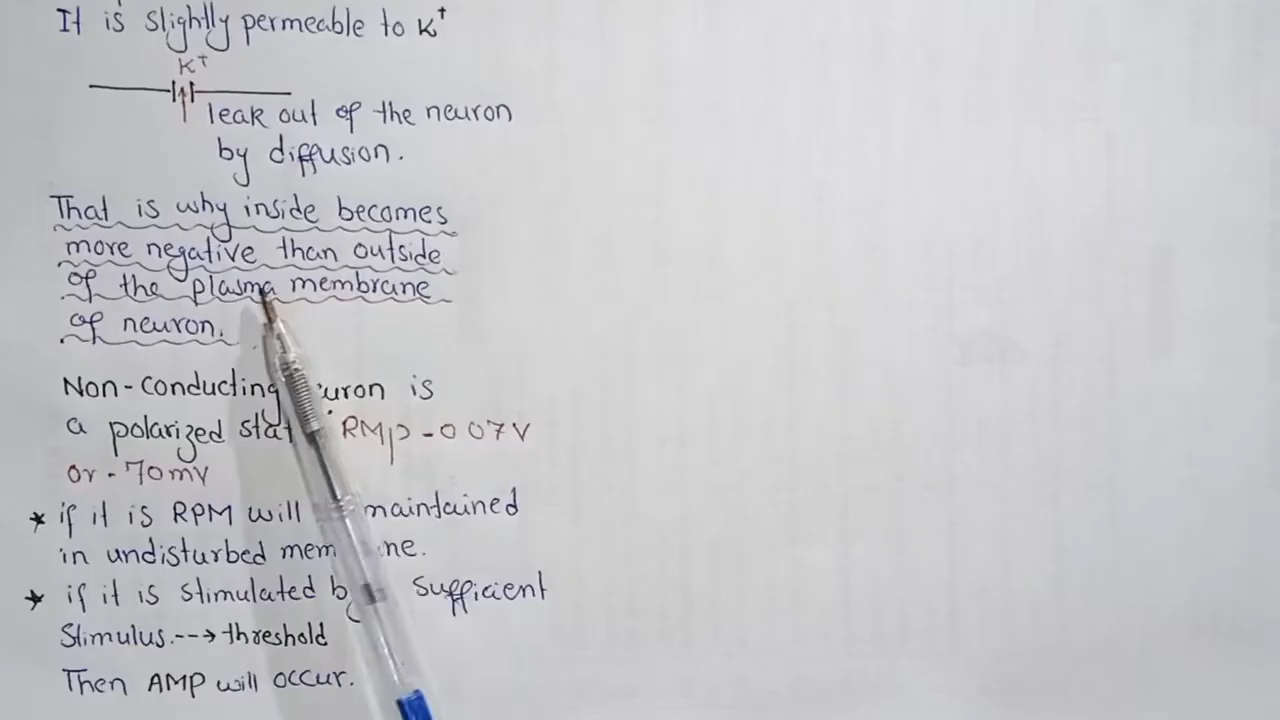 It is slightly permeable to K⁺
K⁺
leak out of the neuron
by diffusion.
That is why inside becomes
more negative than outside
of the plasma membrane
of neuron.
Non-conducting is
a polarized RMP -0 07 V
or - 70mV
* if it is RPM will maintained
in undisturbed
* if it is stimulated sufficient
Stimulus. --→ threshold
Then AMP will occur.